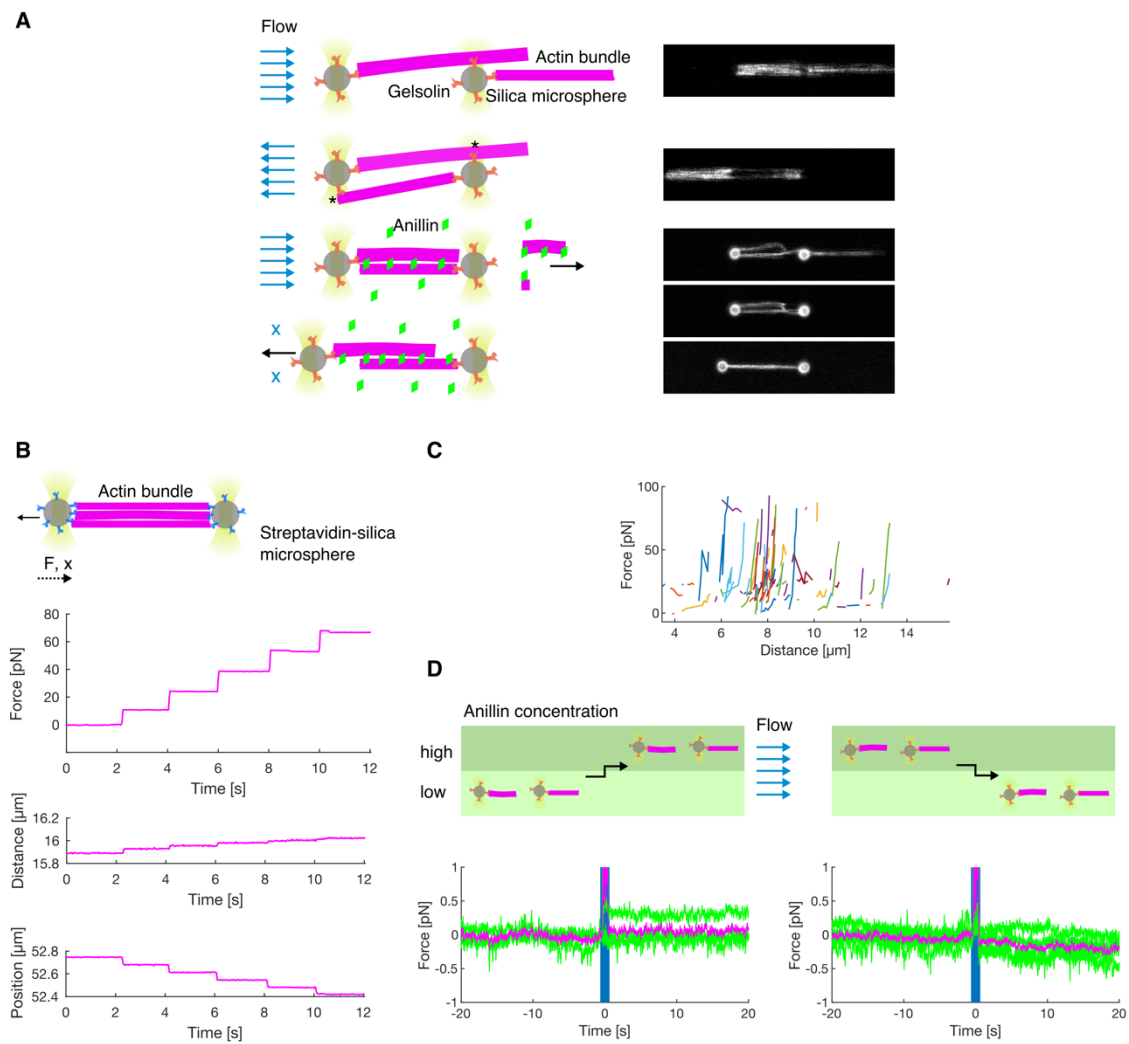 A
Flow
Actin bundle
Gelsolin
Silica microsphere
*
*
Anillin
x
x
B
Actin bundle
Streptavidin-silica
microsphere
F, x
Force [pN]
80
60
40
20
0
0 2 4 6 8 10 12
Time [s]
Distance [µm]
16.2
16
15.8
0 2 4 6 8 10 12
Time [s]
Position [µm]
52.8
52.6
52.4
0 2 4 6 8 10 12
Time [s]
C
Force [pN]
100
50
0
4 6 8 10 12 14
Distance [µm]
D
Anillin concentration
high
low
Flow
Force [pN]
1
0.5
0
-0.5
-1
-20 -10 0 10 20
Time [s]
Force [pN]
1
0.5
0
-0.5
-1
-20 -10 0 10 20
Time [s]